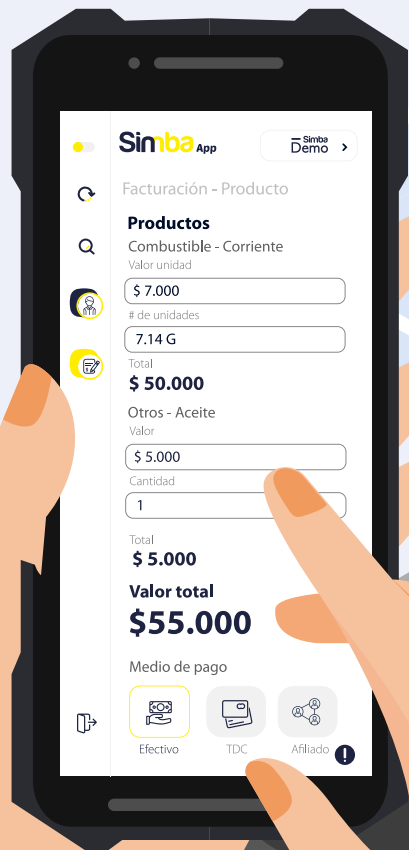 Simba App
Simba
Demo
Facturación - Producto
Productos
Combustible - Corriente
Valor unidad
$ 7.000
# de unidades
7.14 G
Total
$ 50.000
Otros - Aceite
Valor
$ 5.000
Cantidad
1
Total
$ 5.000
Valor total
$55.000
Medio de pago
Efectivo
TDC
Afiliado